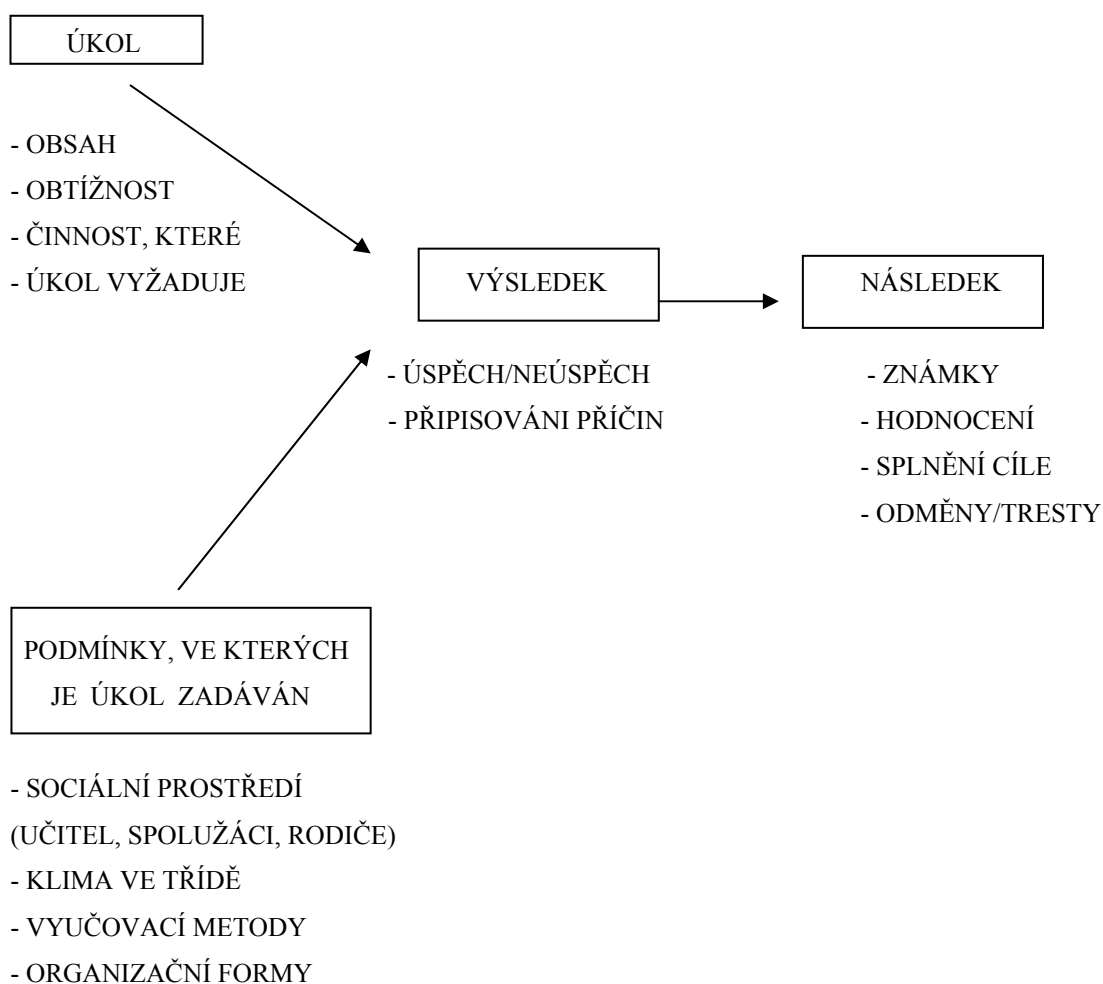 ÚKOL
- OBSAH
- OBTÍŽNOST
- ČINNOST, KTERÉ
- ÚKOL VYŽADUJE
VÝSLEDEK
- ÚSPĚCH/NEÚSPĚCH
- PŘIPISOVÁNI PŘÍČIN
NÁSLEDEK
- ZNÁMKY
- HODNOCENÍ
- SPLNĚNÍ CÍLE
- ODMĚNY/TRESTY
PODMÍNKY, VE KTERÝCH
JE ÚKOL ZADÁVÁN
- SOCIÁLNÍ PROSTŘEDÍ
(UČITEL, SPOLUŽÁCI, RODIČE)
- KLIMA VE TŘÍDĚ
- VYUČOVACÍ METODY
- ORGANIZAČNÍ FORMY